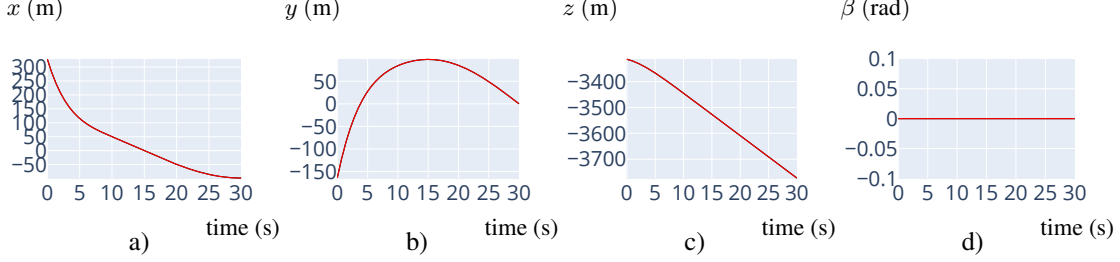 x (m)
y (m)
z (m)
β (rad)
300
250
200
150
100
50
0
−50
0 5 10 15 20 25 30
time (s)
a)
50
0
−50
−100
−150
0 5 10 15 20 25 30
time (s)
b)
−3400
−3500
−3600
−3700
0 5 10 15 20 25 30
time (s)
c)
0.1
0.05
0
−0.05
−0.1
0 5 10 15 20 25 30
time (s)
d)